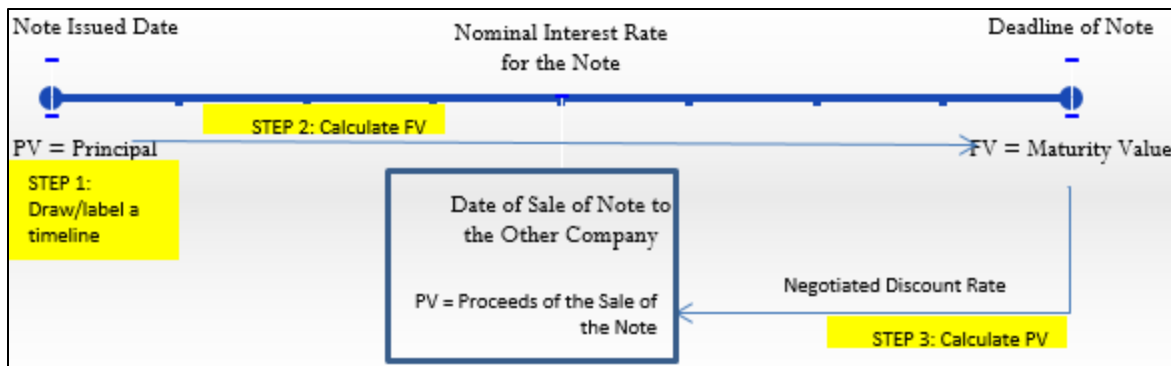 Note Issued Date
Nominal Interest Rate
for the Note
Deadline of Note
STEP 2: Calculate FV
PV = Principal
FV = Maturity Value
STEP 1:
Draw/label a
timeline
Date of Sale of Note to
the Other Company
PV = Proceeds of the Sale of
the Note
Negotiated Discount Rate
STEP 3: Calculate PV